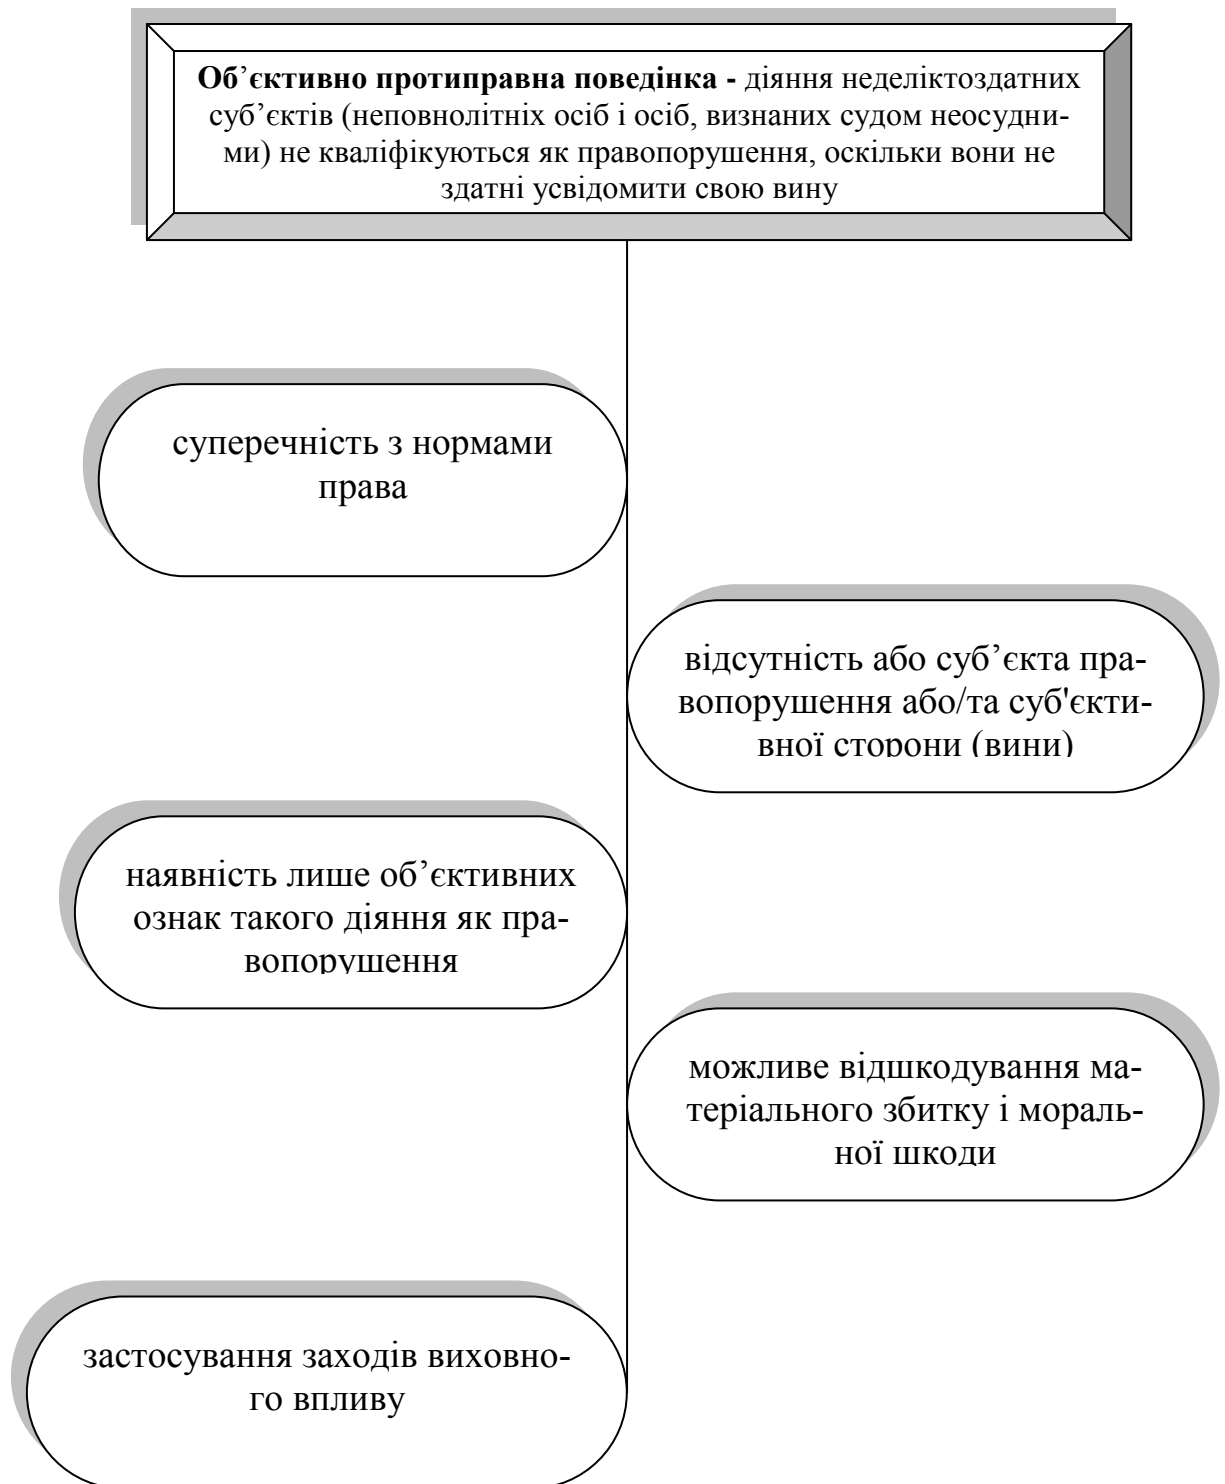 Об’єктивно протиправна поведінка - діяння неделіктоздатних
суб’єктів (неповнолітніх осіб і осіб, визнаних судом неосудни-
ми) не кваліфікуються як правопорушення, оскільки вони не
здатні усвідомити свою вину
суперечність з нормами
права
відсутність або суб’єкта пра-
вопорушення або/та суб'єкти-
вної сторони (вини)
наявність лише об’єктивних
ознак такого діяння як пра-
вопорушення
можливе відшкодування ма-
теріального збитку і мораль-
ної шкоди
застосування заходів виховно-
го впливу